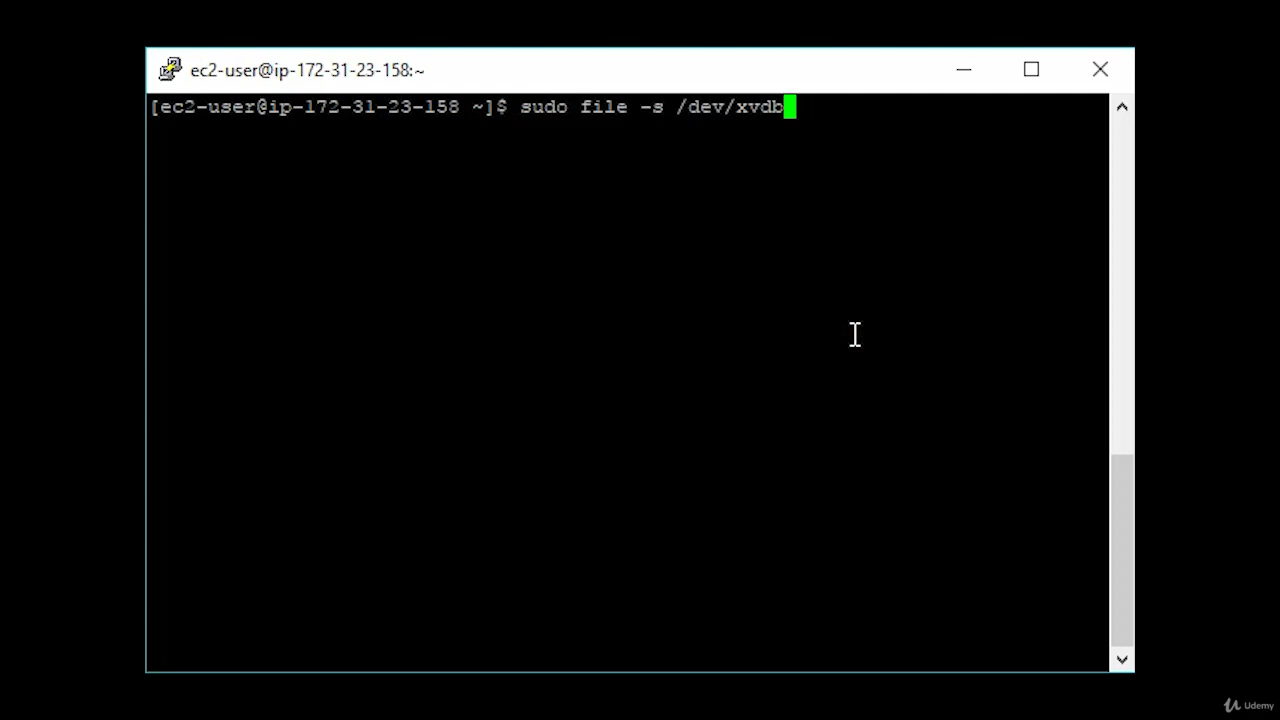 ec2-user@ip-172-31-23-158:~
[ec2-user@ip-172-31-23-158 ~]$ sudo file -s /dev/xvdb
Udemy